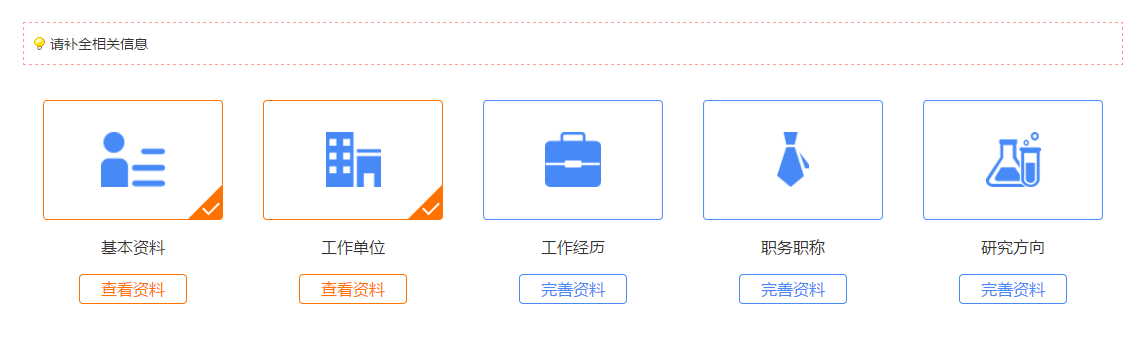 请补全相关信息
基本资料
工作单位
工作经历
职务职称
研究方向
查看资料
查看资料
完善资料
完善资料
完善资料